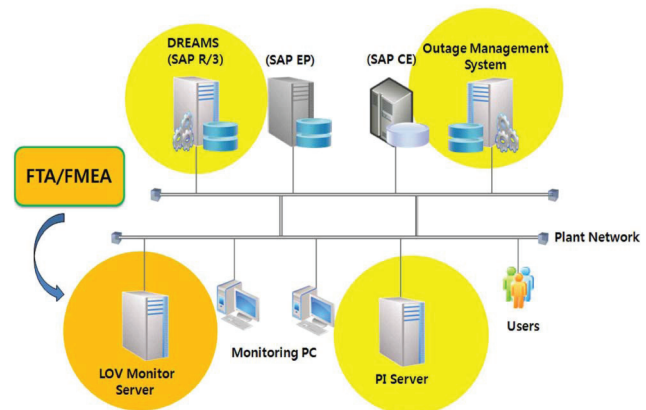 DREAMS
(SAP R/3)
(SAP EP)
(SAP CE)
Outage Management
System
FTA/FMEA
Plant Network
LOV Monitor
Server
Monitoring PC
PI Server
Users